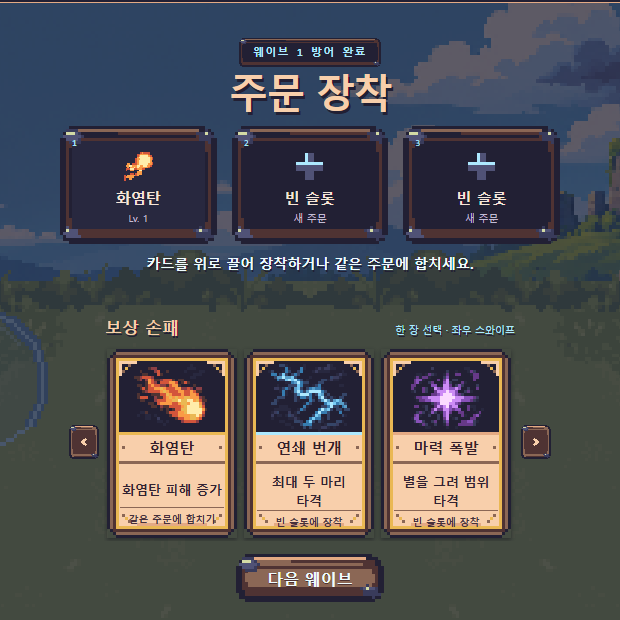 웨이브 1 방어 완료
주문 장착
1
화염탄
Lv. 1
2
빈 슬롯
새 주문
3
빈 슬롯
새 주문
카드를 위로 끌어 장착하거나 같은 주문에 합치세요.
보상 손패
한 장 선택 · 좌우 스와이프
화염탄
화염탄 피해 증가
같은 주문에 합치기
연쇄 번개
최대 두 마리
타격
빈 슬롯에 장착
마력 폭발
별을 그려 범위
타격
빈 슬롯에 장착
다음 웨이브